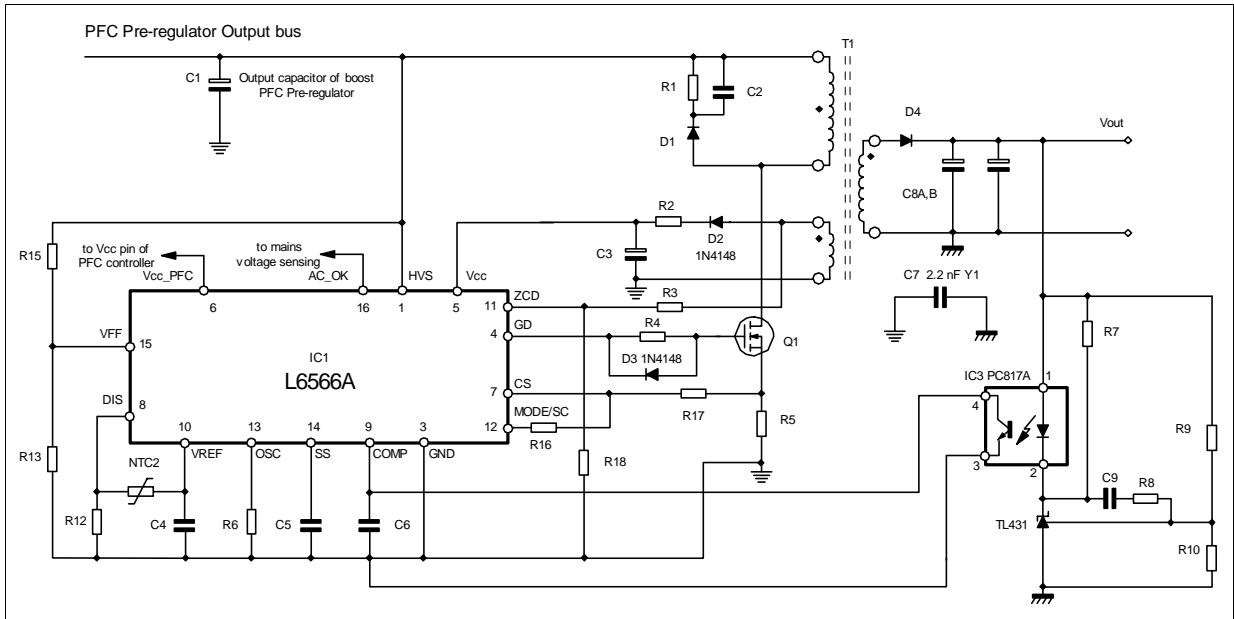 PFC Pre-regulator Output bus
T1
C1
Output capacitor of boost
PFC Pre-regulator
R1
C2
D1
D4
Vout
C8A,B
R2
D2
1N4148
C3
R15
to Vcc pin of
PFC controller
to mains
voltage sensing
Vcc_PFC
AC_OK
HVS
Vcc
6
16
1
5
11
ZCD
R3
C7 2.2 nF Y1
4
GD
R4
Q1
R7
VFF
15
IC1
L6566A
D3 1N4148
IC3 PC817A
1
4
DIS
8
7
CS
R17
MODE/SC
12
R16
R5
R9
10
13
14
9
3
VREF
OSC
SS
COMP
GND
R13
NTC2
R18
3
2
C9
R8
R12
C4
R6
C5
C6
TL431
R10